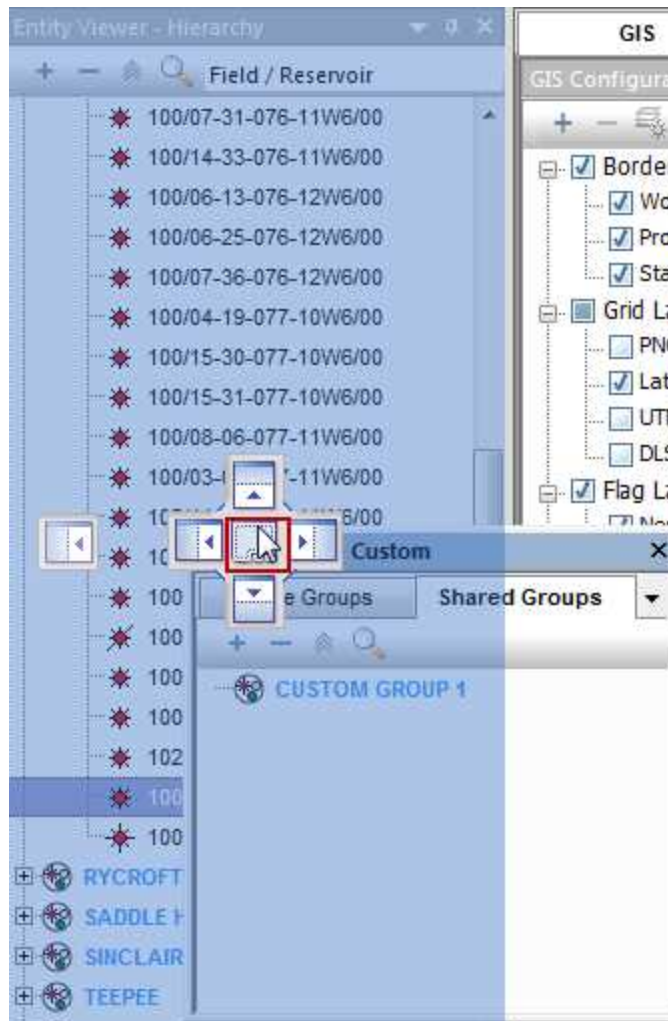 Entity Viewer - Hierarchy
Field / Reservoir
100/07-31-076-11W6/00
100/14-33-076-11W6/00
100/06-13-076-12W6/00
100/06-25-076-12W6/00
100/07-36-076-12W6/00
100/04-19-077-10W6/00
100/15-30-077-10W6/00
100/15-31-077-10W6/00
100/08-06-077-11W6/00
100/03- -11W6/00
6/00
100
100
100
100
102
100
100
RYCROFT
SADDLE H
SINCLAIR
TEEPEE
GIS
GIS Configura
Border
Wo
Pro
Sta
Grid La
PN
Lat
UT
DLS
Flag La
Custom
e Groups
Shared Groups
CUSTOM GROUP 1